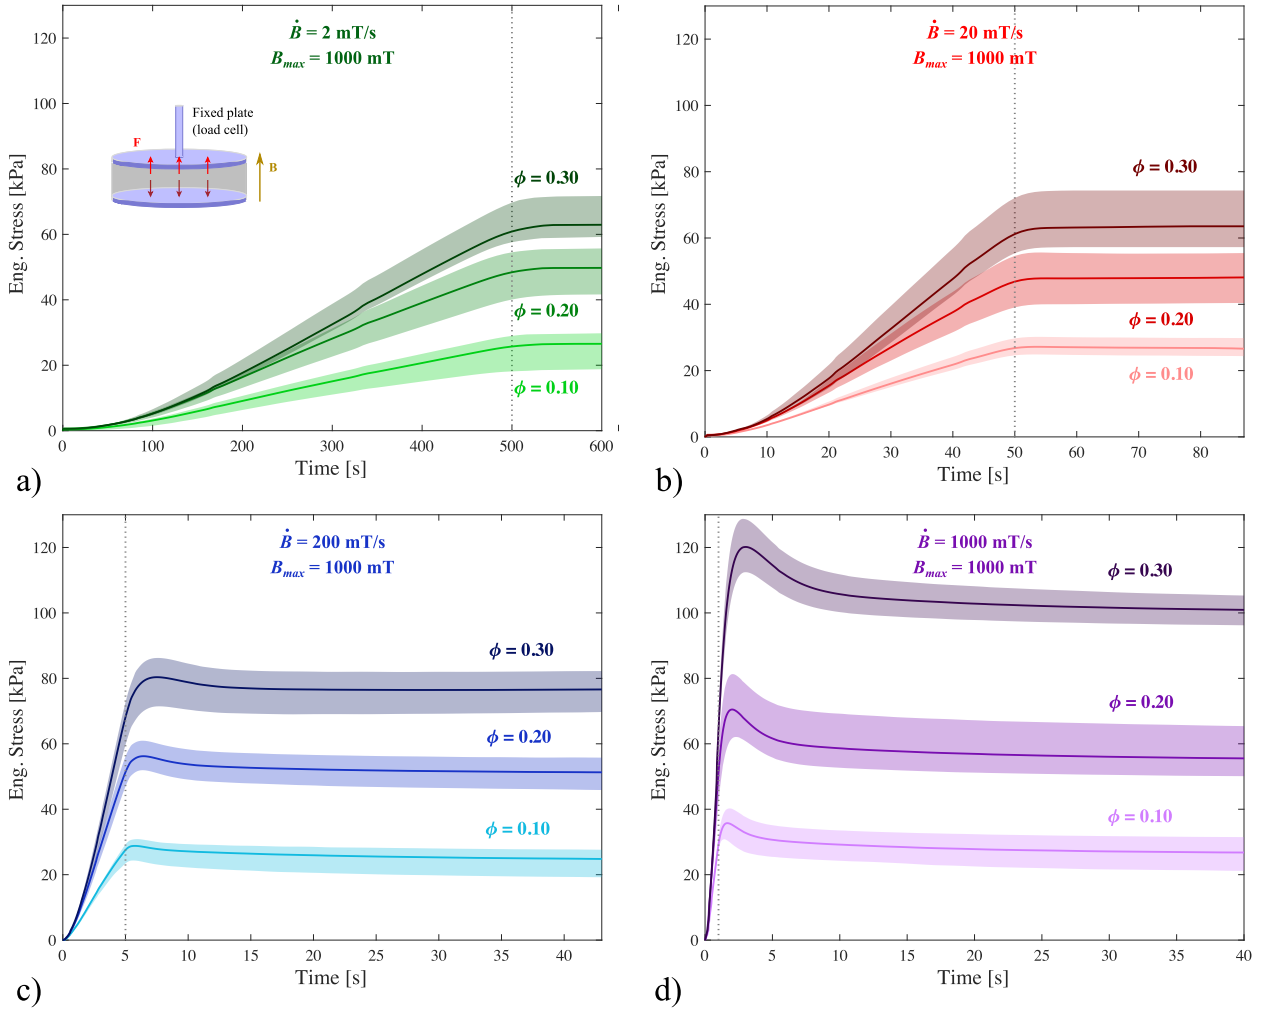 Ḃ = 2 mT/s
B_max = 1000 mT
Fixed plate
(load cell)
F
B
ϕ = 0.30
ϕ = 0.20
ϕ = 0.10
Eng. Stress [kPa]
0 20 40 60 80 100 120
0 100 200 300 400 500 600
Time [s]
a)
Ḃ = 20 mT/s
B_max = 1000 mT
ϕ = 0.30
ϕ = 0.20
ϕ = 0.10
Eng. Stress [kPa]
0 20 40 60 80 100 120
0 10 20 30 40 50 60 70 80
Time [s]
b)
Ḃ = 200 mT/s
B_max = 1000 mT
ϕ = 0.30
ϕ = 0.20
ϕ = 0.10
Eng. Stress [kPa]
0 20 40 60 80 100 120
0 5 10 15 20 25 30 35 40
Time [s]
c)
Ḃ = 1000 mT/s
B_max = 1000 mT
ϕ = 0.30
ϕ = 0.20
ϕ = 0.10
Eng. Stress [kPa]
0 20 40 60 80 100 120
0 5 10 15 20 25 30 35 40
Time [s]
d)